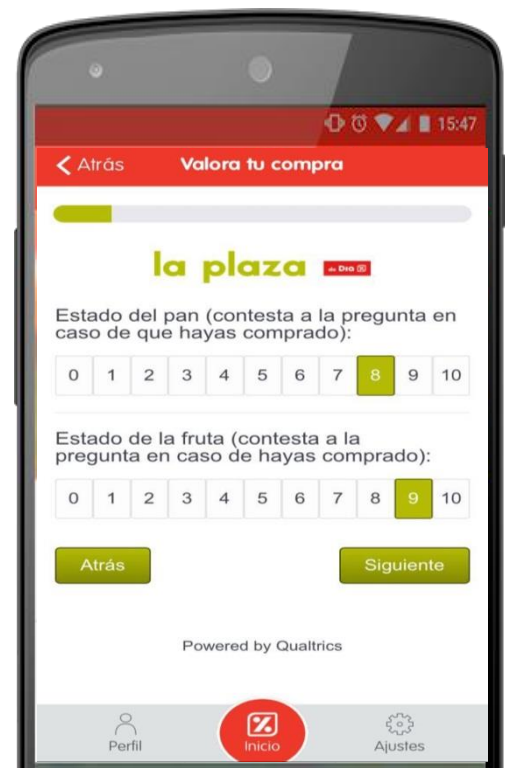 15:47
Atrás Valora tu compra
la plaza de Dia
Estado del pan (contesta a la pregunta en
caso de que hayas comprado):
0 1 2 3 4 5 6 7 8 9 10
Estado de la fruta (contesta a la
pregunta en caso de hayas comprado):
0 1 2 3 4 5 6 7 8 9 10
Atrás Siguiente
Powered by Qualtrics
Perfil Inicio Ajustes